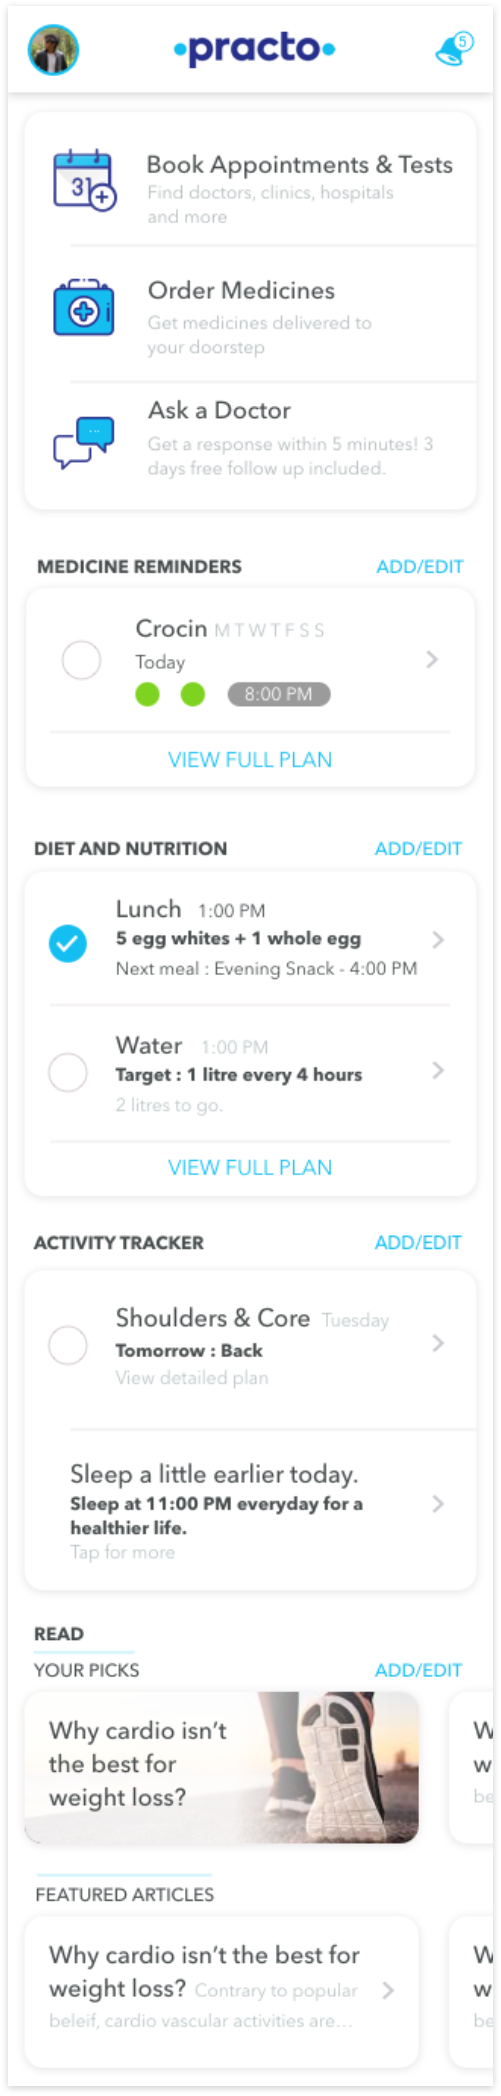 practo
5
31
Book Appointments & Tests
Find doctors, clinics, hospitals
and more
Order Medicines
Get medicines delivered to
your doorstep
Ask a Doctor
Get a response within 5 minutes! 3
days free follow up included.
MEDICINE REMINDERS ADD/EDIT
Crocin M T W T F S S
Today
8:00 PM
VIEW FULL PLAN
DIET AND NUTRITION ADD/EDIT
Lunch 1:00 PM
5 egg whites + 1 whole egg
Next meal : Evening Snack - 4:00 PM
Water 1:00 PM
Target : 1 litre every 4 hours
2 litres to go.
VIEW FULL PLAN
ACTIVITY TRACKER ADD/EDIT
Shoulders & Core Tuesday
Tomorrow : Back
View detailed plan
Sleep a little earlier today.
Sleep at 11:00 PM everyday for a
healthier life.
Tap for more
READ
YOUR PICKS ADD/EDIT
Why cardio isn't
the best for
weight loss?
FEATURED ARTICLES
Why cardio isn't the best for
weight loss? Contrary to popular
beleif, cardio vascular activities are...